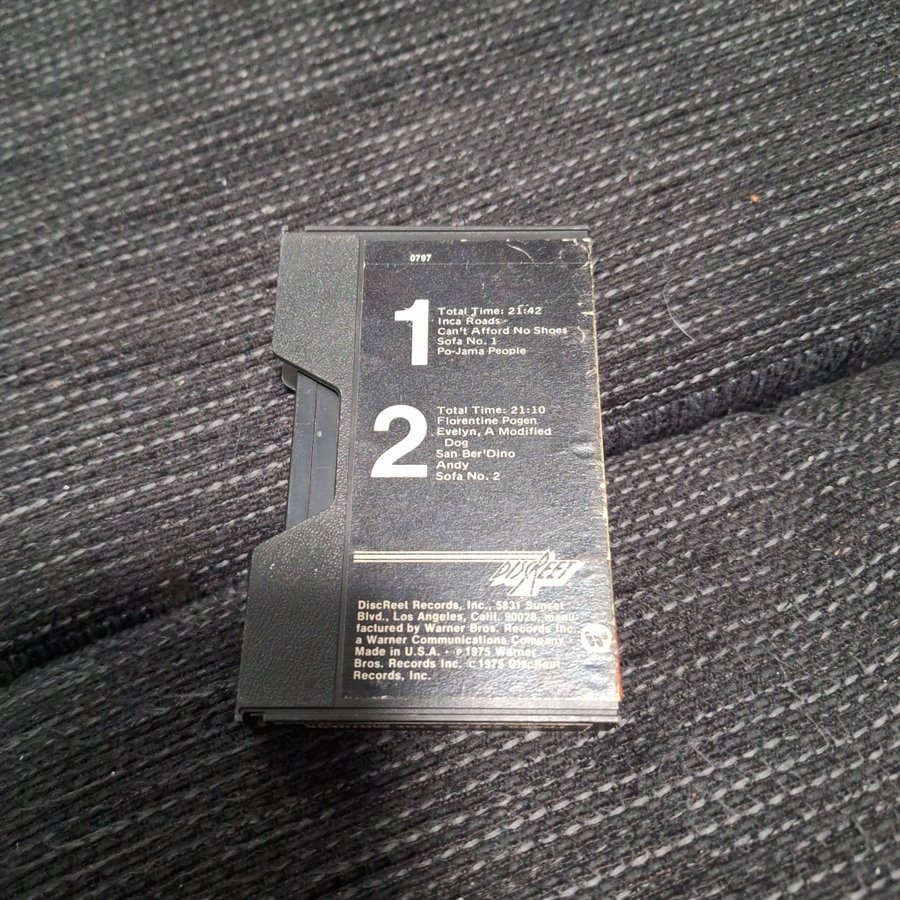 0797
1
Total Time: 21:42
Inca Roads
Can't Afford No Shoes
Sofa No. 1
Po-Jama People
2
Total Time: 21:10
Florentine Pogen
Evelyn, A Modified
Dog
San Ber'Dino
Andy
Sofa No. 2
DISCREET
DiscReet Records, Inc., 5831 Sunset
Blvd., Los Angeles, Calif. 90028, manu-
factured by Warner Bros. Records Inc.,
a Warner Communications Company •
Made in U.S.A. • ℗1975 Warner
Bros. Records Inc. ©1975 DiscReet
Records, Inc.